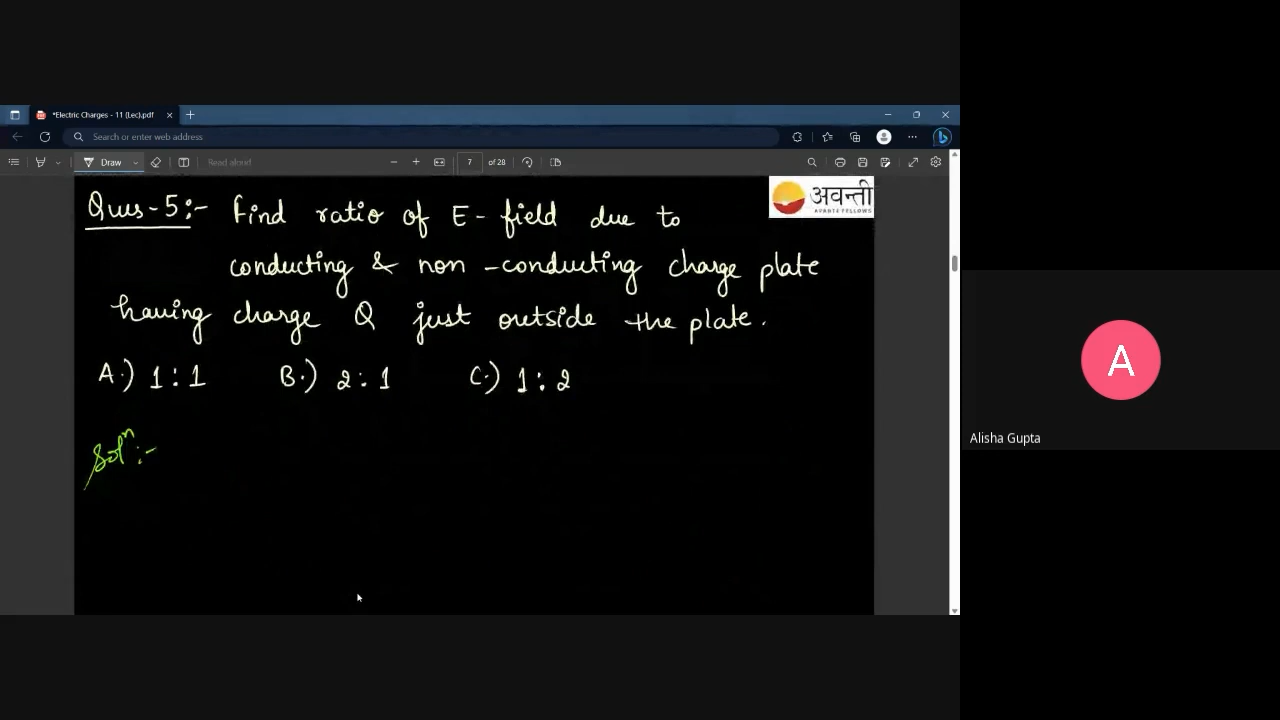 *Electric Charges - 11 (Lec).pdf
Search or enter web address
Draw
Read aloud
7 of 28
अवन्ती
Ques-5:- Find ratio of E-field due to
conducting & non-conducting charge plate
having charge Q just outside the plate.
A.) 1:1 B.) 2:1 C.) 1:2
Solⁿ:-
A
Alisha Gupta